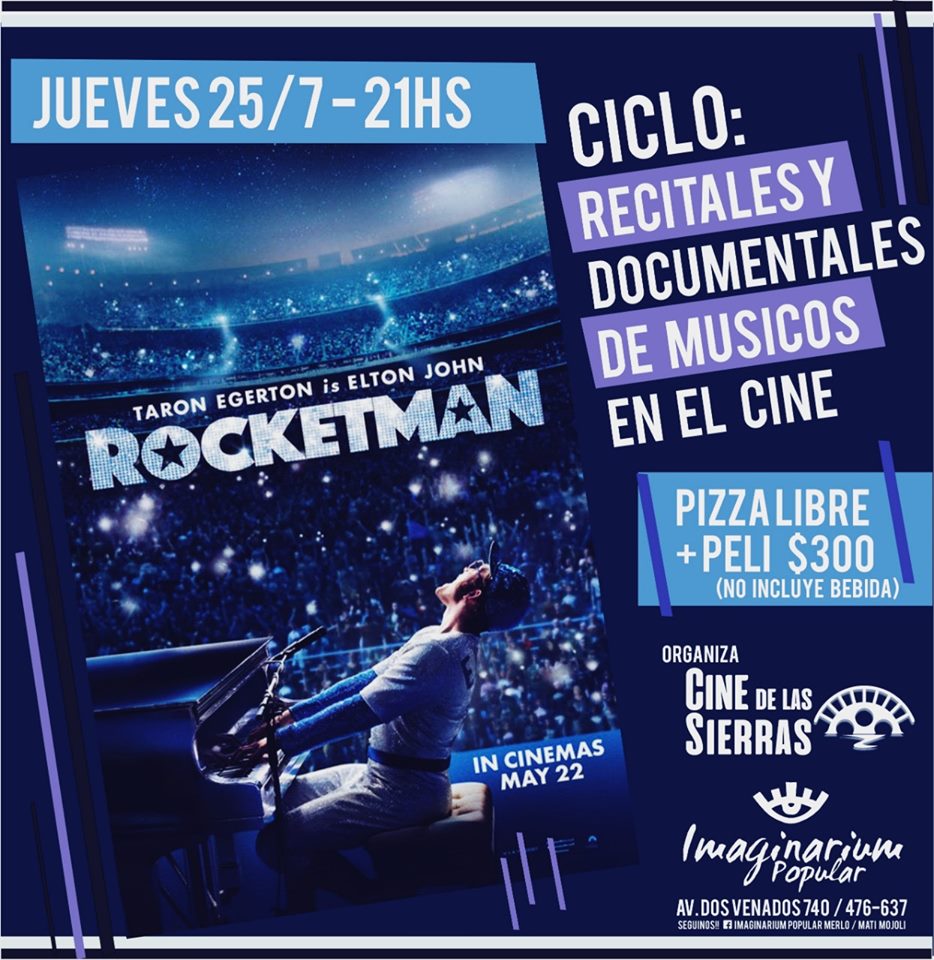 JUEVES 25/7 - 21HS
CICLO:
RECITALES Y
DOCUMENTALES
DE MUSICOS
EN EL CINE
TARON EGERTON is ELTON JOHN
ROCKETMAN
IN CINEMAS
MAY 22
PIZZA LIBRE
+ PELI $300
(NO INCLUYE BEBIDA)
ORGANIZA
CINE DE LAS
SIERRAS
Imaginarium
Popular
AV. DOS VENADOS 740 / 476-637
SEGUINOS!! f IMAGINARIUM POPULAR MERLO / MATI MOJOLI